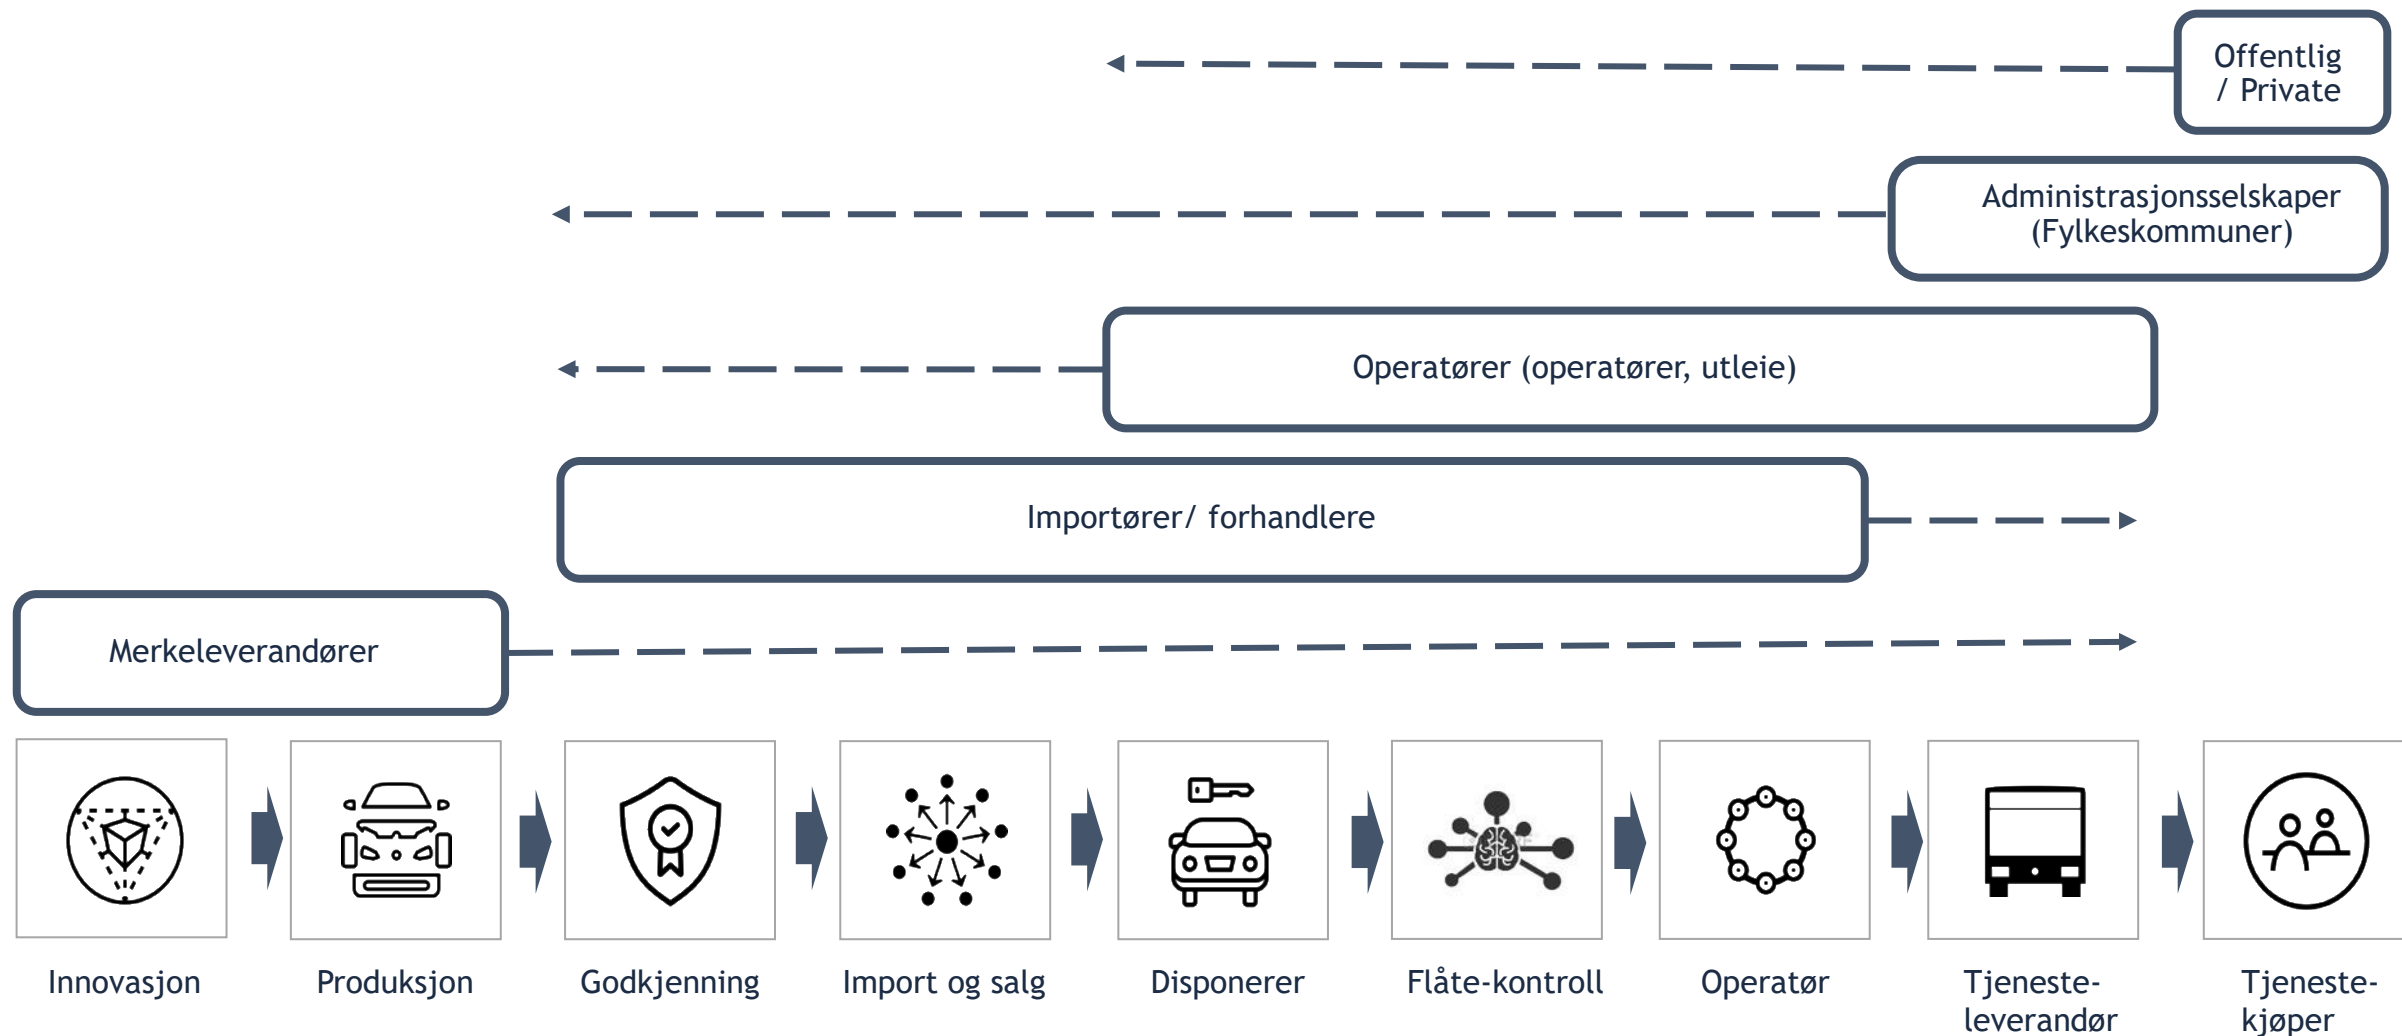 Offentlig
/ Private
Administrasjonsselskaper
(Fylkeskommuner)
Operatører (operatører, utleie)
Importører/ forhandlere
Merkeleverandører
Innovasjon
Produksjon
Godkjenning
Import og salg
Disponerer
Flåte-kontroll
Operatør
Tjeneste-
leverandør
Tjeneste-
kjøper